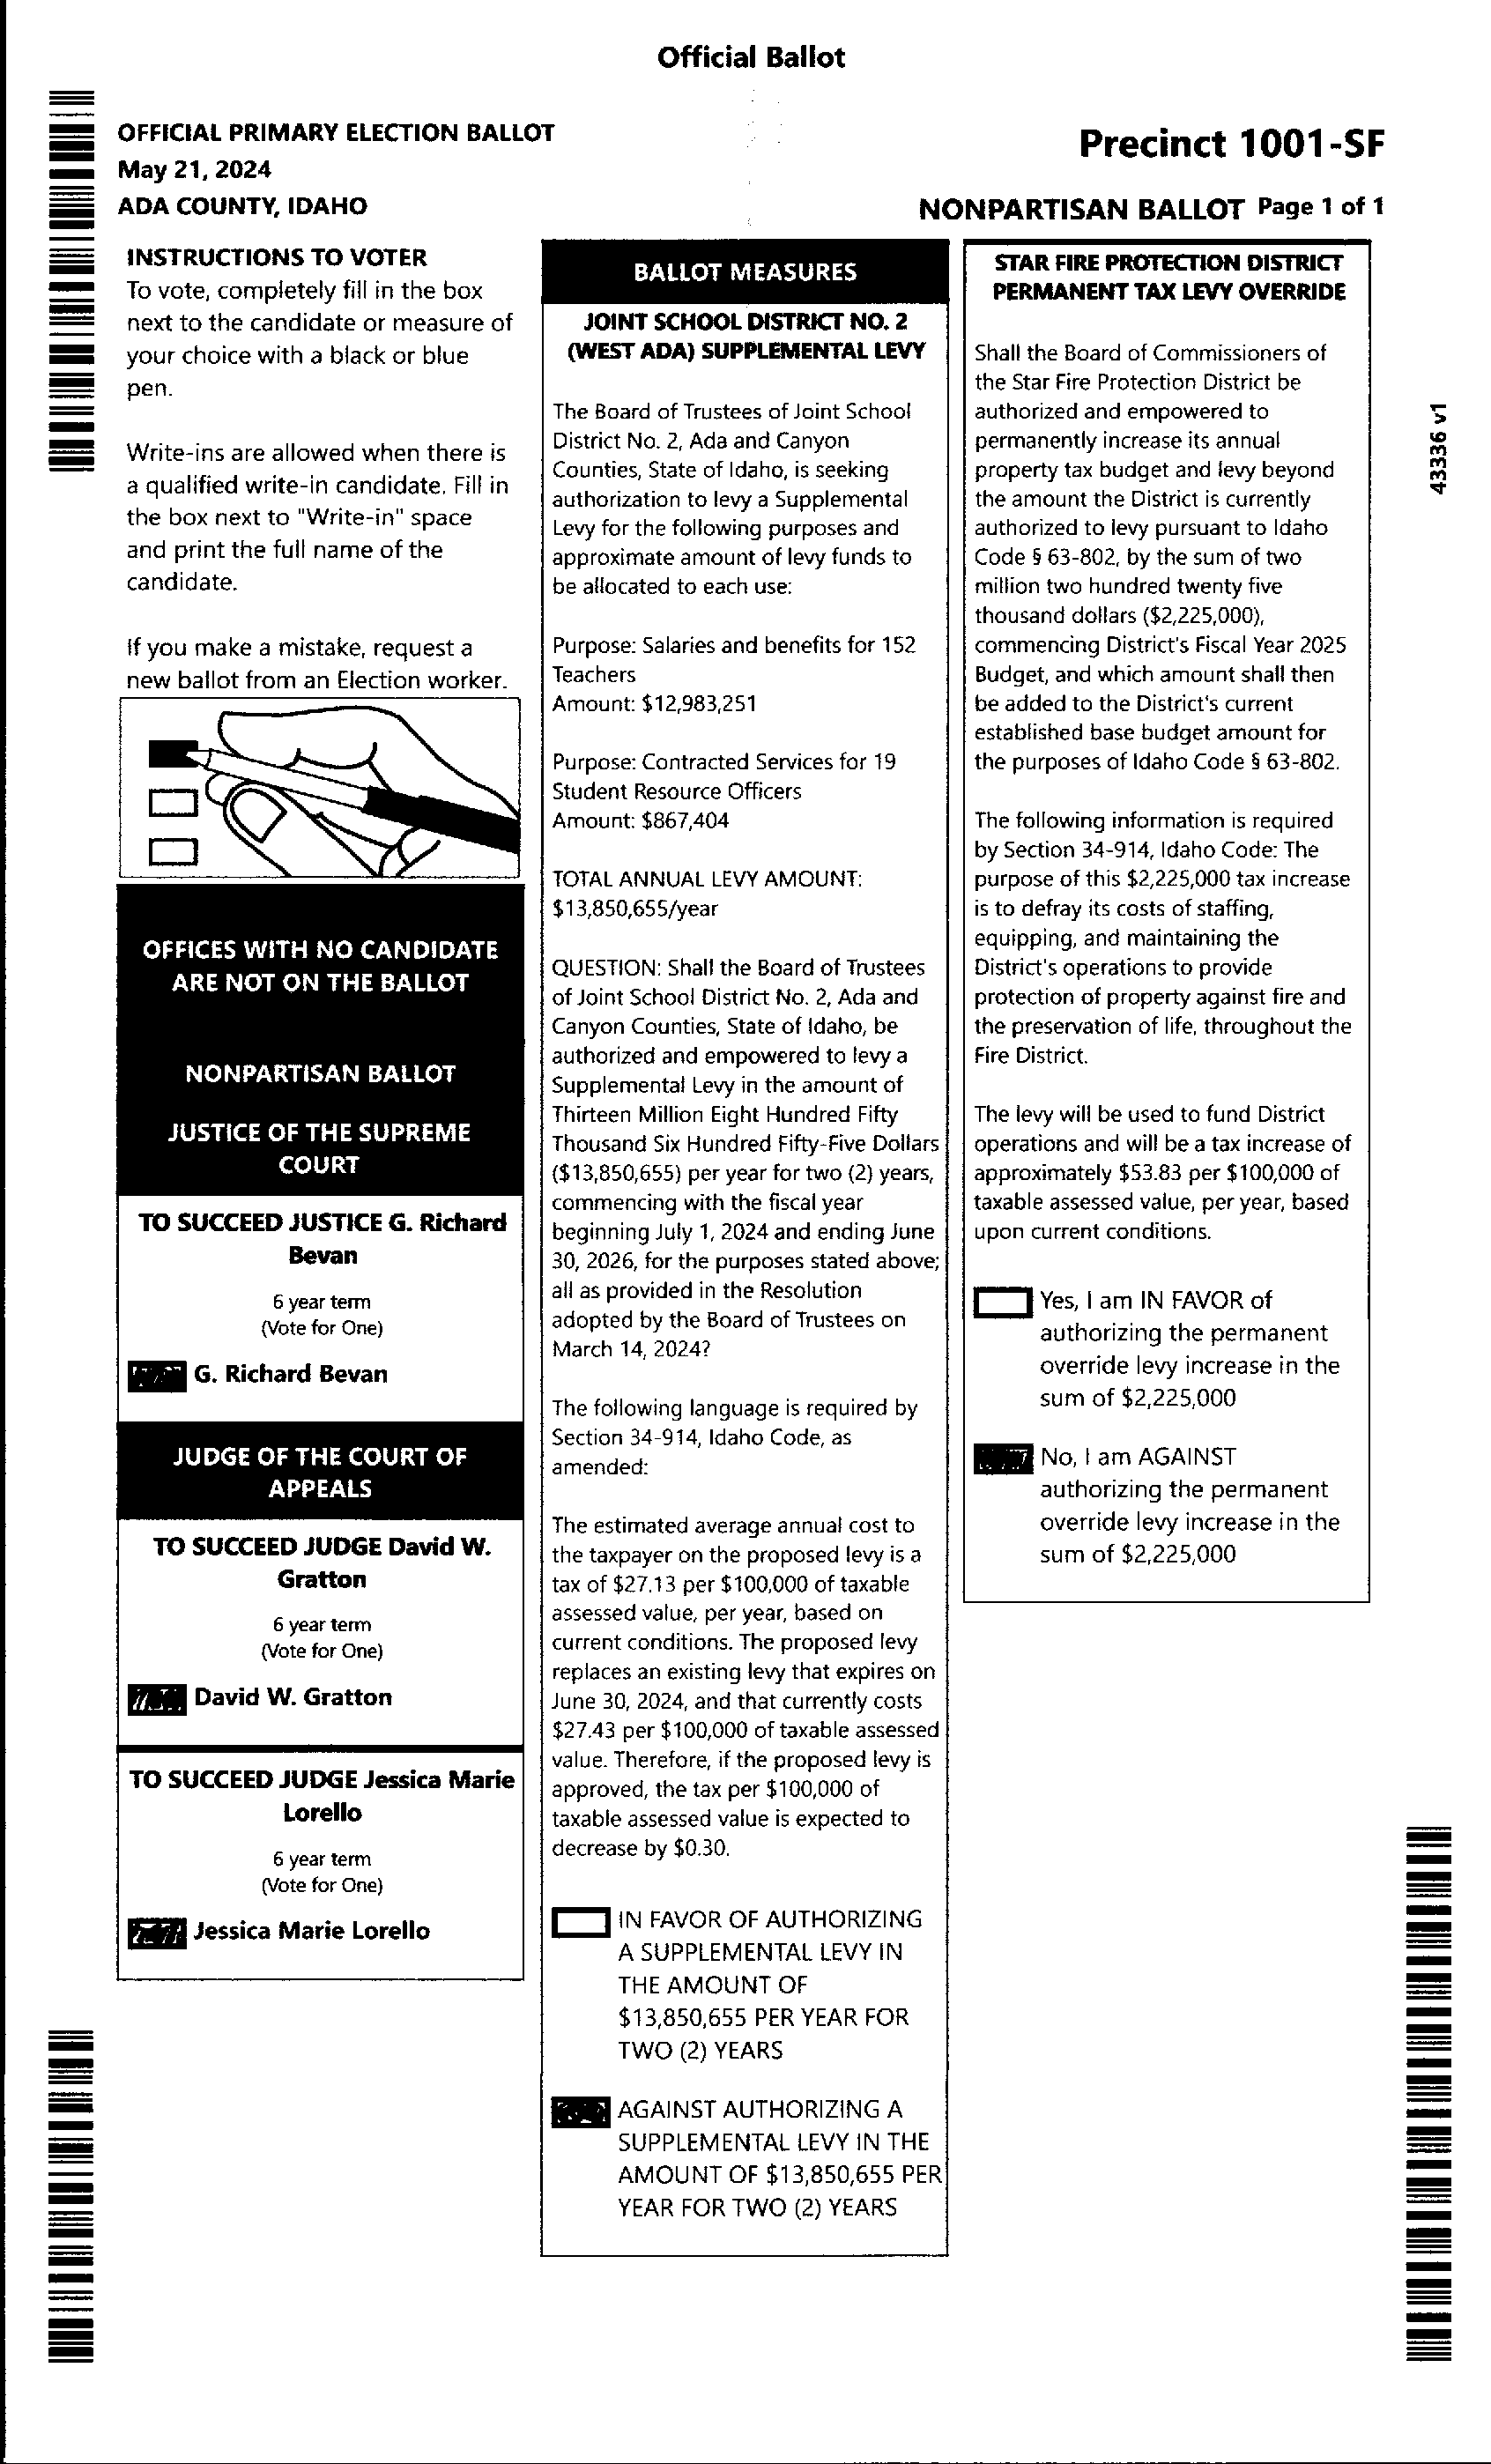 Official Ballot
OFFICIAL PRIMARY ELECTION BALLOT
May 21, 2024
ADA COUNTY, IDAHO
Precinct 1001-SF
NONPARTISAN BALLOT Page 1 of 1
INSTRUCTIONS TO VOTER
To vote, completely fill in the box
next to the candidate or measure of
your choice with a black or blue
pen.
Write-ins are allowed when there is
a qualified write-in candidate. Fill in
the box next to "Write-in" space
and print the full name of the
candidate.
If you make a mistake, request a
new ballot from an Election worker.
OFFICES WITH NO CANDIDATE
ARE NOT ON THE BALLOT
NONPARTISAN BALLOT
JUSTICE OF THE SUPREME
COURT
TO SUCCEED JUSTICE G. Richard
Bevan
6 year term
(Vote for One)
G. Richard Bevan
JUDGE OF THE COURT OF
APPEALS
TO SUCCEED JUDGE David W.
Gratton
6 year term
(Vote for One)
David W. Gratton
TO SUCCEED JUDGE Jessica Marie
Lorello
6 year term
(Vote for One)
Jessica Marie Lorello
BALLOT MEASURES
JOINT SCHOOL DISTRICT NO. 2
(WEST ADA) SUPPLEMENTAL LEVY
The Board of Trustees of Joint School
District No. 2, Ada and Canyon
Counties, State of Idaho, is seeking
authorization to levy a Supplemental
Levy for the following purposes and
approximate amount of levy funds to
be allocated to each use:
Purpose: Salaries and benefits for 152
Teachers
Amount: $12,983,251
Purpose: Contracted Services for 19
Student Resource Officers
Amount: $867,404
TOTAL ANNUAL LEVY AMOUNT:
$13,850,655/year
QUESTION: Shall the Board of Trustees
of Joint School District No. 2, Ada and
Canyon Counties, State of Idaho, be
authorized and empowered to levy a
Supplemental Levy in the amount of
Thirteen Million Eight Hundred Fifty
Thousand Six Hundred Fifty-Five Dollars
($13,850,655) per year for two (2) years,
commencing with the fiscal year
beginning July 1, 2024 and ending June
30, 2026, for the purposes stated above;
all as provided in the Resolution
adopted by the Board of Trustees on
March 14, 2024?
The following language is required by
Section 34-914, Idaho Code, as
amended:
The estimated average annual cost to
the taxpayer on the proposed levy is a
tax of $27.13 per $100,000 of taxable
assessed value, per year, based on
current conditions. The proposed levy
replaces an existing levy that expires on
June 30, 2024, and that currently costs
$27.43 per $100,000 of taxable assessed
value. Therefore, if the proposed levy is
approved, the tax per $100,000 of
taxable assessed value is expected to
decrease by $0.30.
IN FAVOR OF AUTHORIZING
A SUPPLEMENTAL LEVY IN
THE AMOUNT OF
$13,850,655 PER YEAR FOR
TWO (2) YEARS
AGAINST AUTHORIZING A
SUPPLEMENTAL LEVY IN THE
AMOUNT OF $13,850,655 PER
YEAR FOR TWO (2) YEARS
STAR FIRE PROTECTION DISTRICT
PERMANENT TAX LEVY OVERRIDE
Shall the Board of Commissioners of
the Star Fire Protection District be
authorized and empowered to
permanently increase its annual
property tax budget and levy beyond
the amount the District is currently
authorized to levy pursuant to Idaho
Code § 63-802, by the sum of two
million two hundred twenty five
thousand dollars ($2,225,000),
commencing District's Fiscal Year 2025
Budget, and which amount shall then
be added to the District's current
established base budget amount for
the purposes of Idaho Code § 63-802.
The following information is required
by Section 34-914, Idaho Code: The
purpose of this $2,225,000 tax increase
is to defray its costs of staffing,
equipping, and maintaining the
District's operations to provide
protection of property against fire and
the preservation of life, throughout the
Fire District.
The levy will be used to fund District
operations and will be a tax increase of
approximately $53.83 per $100,000 of
taxable assessed value, per year, based
upon current conditions.
Yes, I am IN FAVOR of
authorizing the permanent
override levy increase in the
sum of $2,225,000
No, I am AGAINST
authorizing the permanent
override levy increase in the
sum of $2,225,000
43336 v1